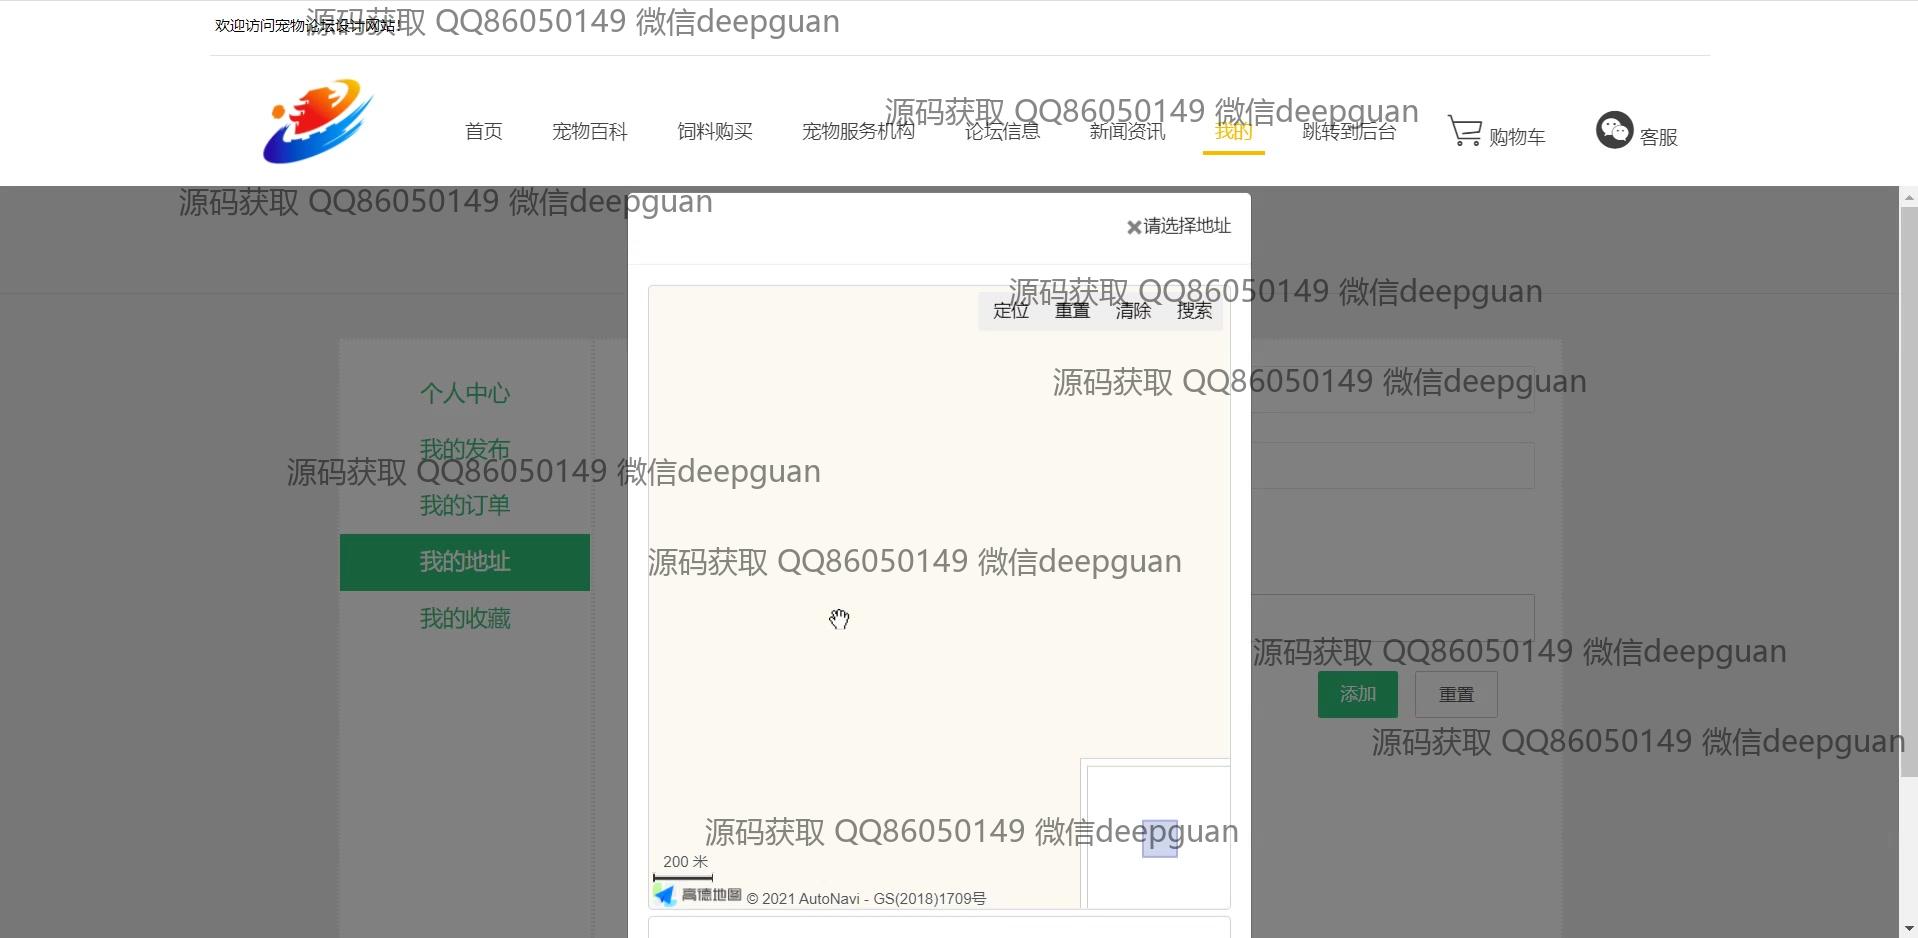 欢迎访问宠物论坛设计网站!
源码获取 QQ86050149 微信deepguan
源码获取 QQ86050149 微信deepguan
首页 宠物百科 饲料购买 宠物服务机构 论坛信息 新闻资讯 我的 跳转到后台 购物车 客服
源码获取 QQ86050149 微信deepguan
请选择地址
源码获取 QQ86050149 微信deepguan
定位 重置 清除 搜索
源码获取 QQ86050149 微信deepguan
个人中心
我的发布
源码获取 QQ86050149 微信deepguan
我的订单
我的地址
源码获取 QQ86050149 微信deepguan
我的收藏
源码获取 QQ86050149 微信deepguan
添加 重置
源码获取 QQ86050149 微信deepguan
源码获取 QQ86050149 微信deepguan
200 米
高德地图 © 2021 AutoNavi - GS(2018)1709号